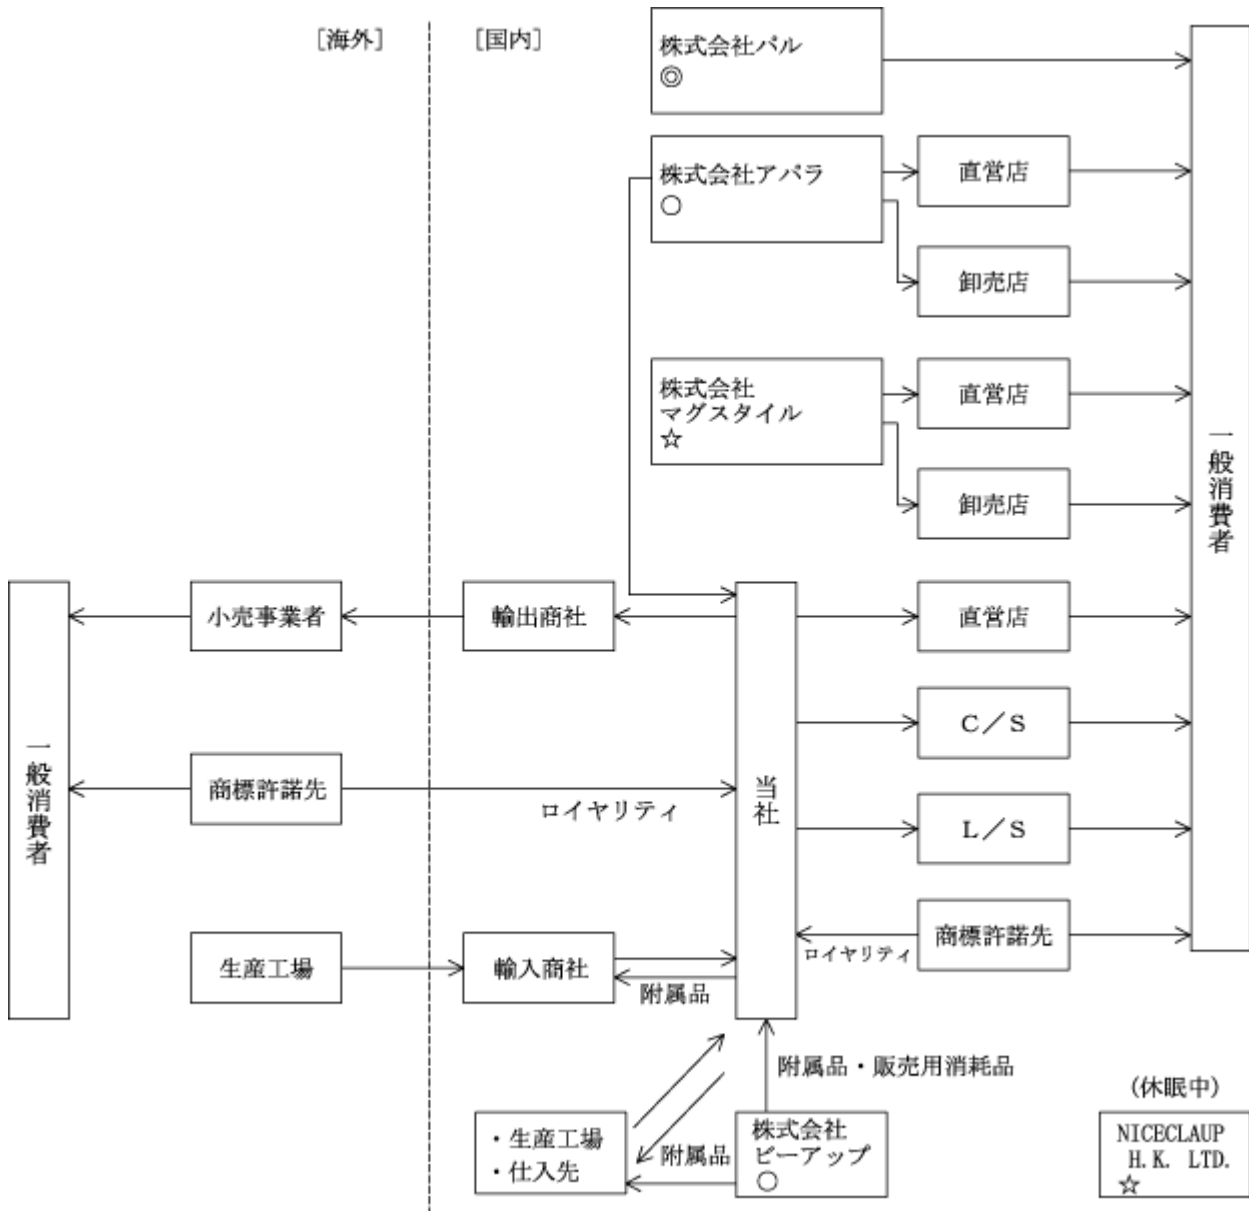 ［海外］
［国内］
株式会社パル
◎
株式会社アパラ
○
直営店
卸売店
株式会社
マグスタイル
☆
直営店
卸売店
一般消費者
小売事業者
輸出商社
直営店
C／S
一般消費者
商標許諾先
ロイヤリティ
当社
L／S
商標許諾先
ロイヤリティ
生産工場
輸入商社
附属品
附属品・販売用消耗品
・生産工場
・仕入先
附属品
株式会社
ビーアップ
○
(休眠中)
NICECLAUP
H.K. LTD.
☆